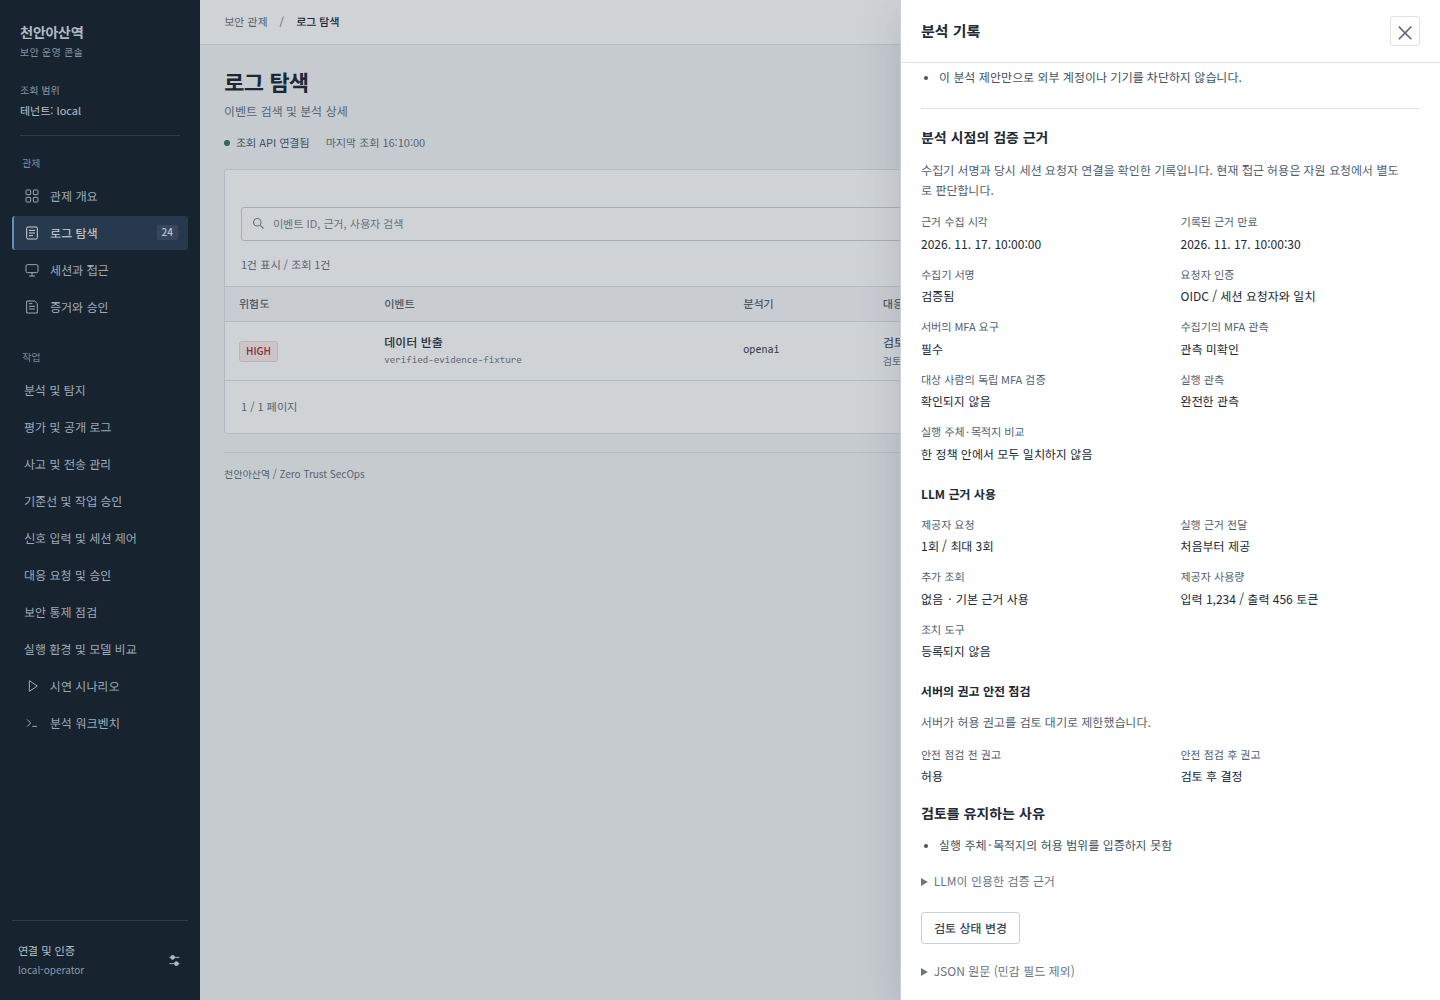 천안아산역
보안 운영 콘솔
조회 범위
테넌트: local
관제
관제 개요
로그 탐색 24
세션과 접근
증거와 승인
작업
분석 및 탐지
평가 및 공개 로그
사고 및 전송 관리
기준선 및 작업 승인
신호 입력 및 세션 제어
대응 요청 및 승인
보안 통제 점검
실행 환경 및 모델 비교
시연 시나리오
분석 워크벤치
연결 및 인증
local-operator
보안 관제 / 로그 탐색
로그 탐색
이벤트 검색 및 분석 상세
조회 API 연결됨 마지막 조회 16:10:00
이벤트 ID, 근거, 사용자 검색
1건 표시 / 조회 1건
위험도 이벤트 분석기 대응
HIGH 데이터 반출 openai 검토
verified-evidence-fixture 검토
1 / 1 페이지
천안아산역 / Zero Trust SecOps
분석 기록
• 이 분석 제안만으로 외부 계정이나 기기를 차단하지 않습니다.
분석 시점의 검증 근거
수집기 서명과 당시 세션 요청자 연결을 확인한 기록입니다. 현재 접근 허용은 자원 요청에서 별도
로 판단합니다.
근거 수집 시각 기록된 근거 만료
2026. 11. 17. 10:00:00 2026. 11. 17. 10:00:30
수집기 서명 요청자 인증
검증됨 OIDC / 세션 요청자와 일치
서버의 MFA 요구 수집기의 MFA 관측
필수 관측 미확인
대상 사람의 독립 MFA 검증 실행 관측
확인되지 않음 완전한 관측
실행 주체·목적지 비교
한 정책 안에서 모두 일치하지 않음
LLM 근거 사용
제공자 요청 실행 근거 전달
1회 / 최대 3회 처음부터 제공
추가 조회 제공자 사용량
없음 · 기본 근거 사용 입력 1,234 / 출력 456 토큰
조치 도구
등록되지 않음
서버의 권고 안전 점검
서버가 허용 권고를 검토 대기로 제한했습니다.
안전 점검 전 권고 안전 점검 후 권고
허용 검토 후 결정
검토를 유지하는 사유
• 실행 주체·목적지의 허용 범위를 입증하지 못함
▶ LLM이 인용한 검증 근거
검토 상태 변경
▶ JSON 원문 (민감 필드 제외)